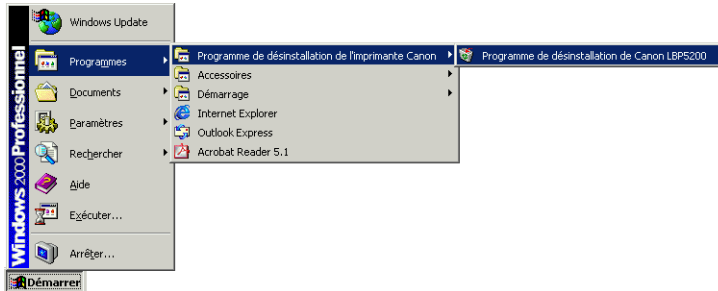 Windows Update
Programmes
Programme de désinstallation de l'imprimante Canon
Programme de désinstallation de Canon LBP5200
Accessoires
Démarrage
Internet Explorer
Outlook Express
Acrobat Reader 5.1
Documents
Paramètres
Rechercher
Aide
Exécuter...
Arrêter...
Windows 2000 Professionnel
Démarrer